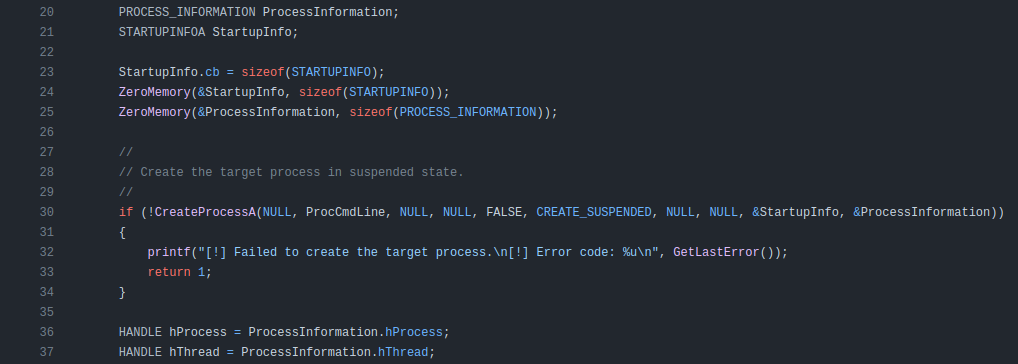 20 PROCESS_INFORMATION ProcessInformation;
21 STARTUPINFOA StartupInfo;
22
23 StartupInfo.cb = sizeof(STARTUPINFO);
24 ZeroMemory(&StartupInfo, sizeof(STARTUPINFO));
25 ZeroMemory(&ProcessInformation, sizeof(PROCESS_INFORMATION));
26
27 //
28 // Create the target process in suspended state.
29 //
30 if (!CreateProcessA(NULL, ProcCmdLine, NULL, NULL, FALSE, CREATE_SUSPENDED, NULL, NULL, &StartupInfo, &ProcessInformation))
31 {
32 printf("[!] Failed to create the target process.\n[!] Error code: %u\n", GetLastError());
33 return 1;
34 }
35
36 HANDLE hProcess = ProcessInformation.hProcess;
37 HANDLE hThread = ProcessInformation.hThread;